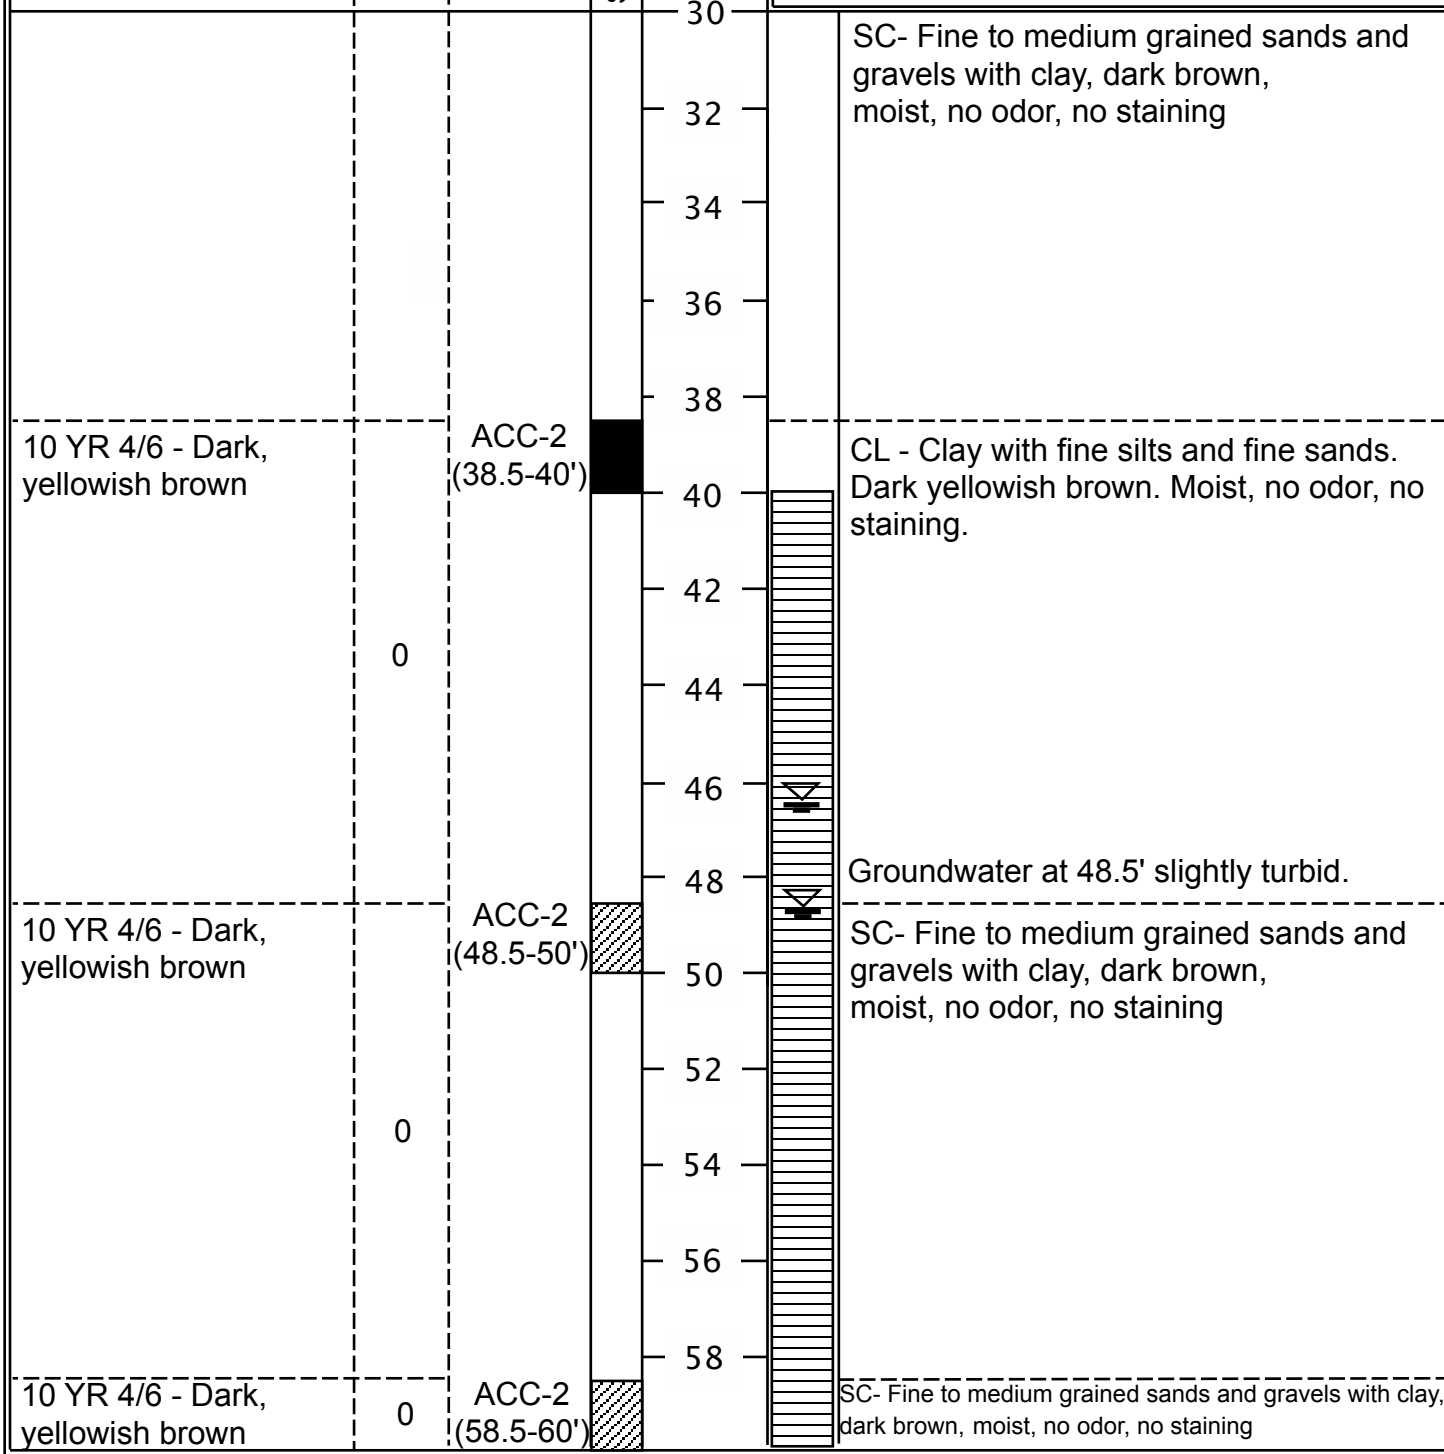 30
SC- Fine to medium grained sands and
gravels with clay, dark brown,
moist, no odor, no staining
32
34
36
38
10 YR 4/6 - Dark,
yellowish brown
ACC-2
(38.5-40')
CL - Clay with fine silts and fine sands.
Dark yellowish brown. Moist, no odor, no
staining.
40
42
0
44
46
48
Groundwater at 48.5' slightly turbid.
10 YR 4/6 - Dark,
yellowish brown
ACC-2
(48.5-50')
SC- Fine to medium grained sands and
gravels with clay, dark brown,
moist, no odor, no staining
50
52
0
54
56
58
10 YR 4/6 - Dark,
yellowish brown
0
ACC-2
(58.5-60')
SC- Fine to medium grained sands and gravels with clay,
dark brown, moist, no odor, no staining